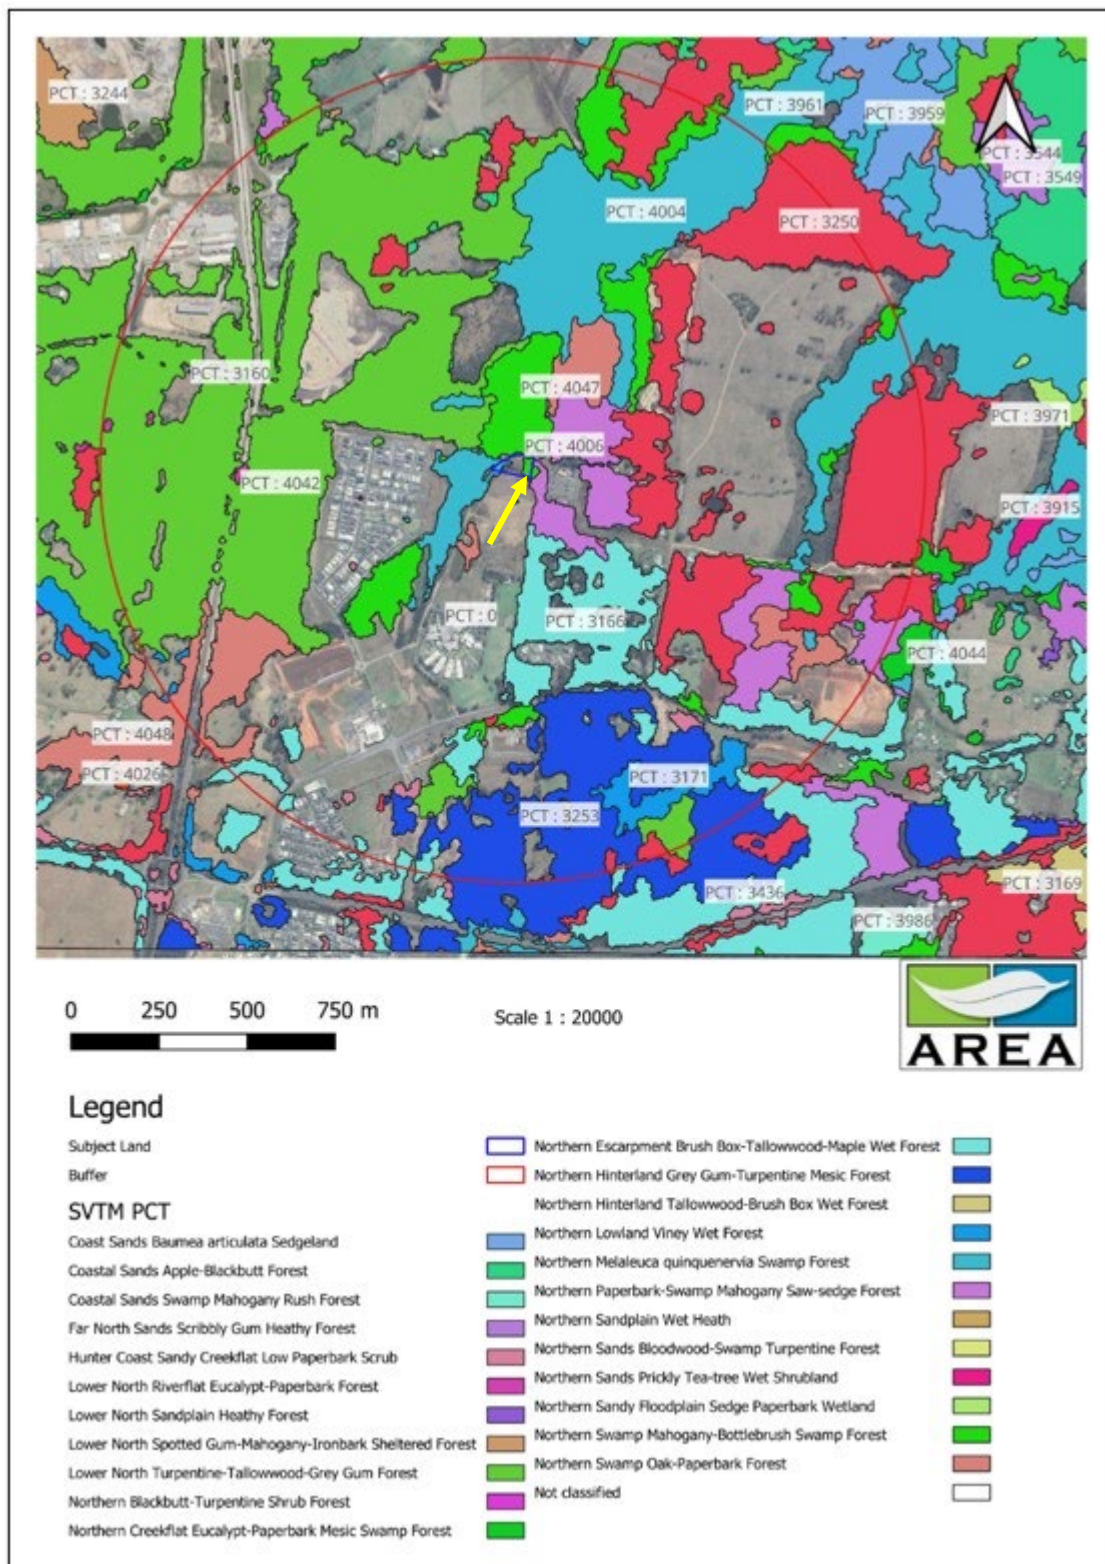 PCT : 3244
PCT : 3961
PCT : 3959
PCT : 3544
PCT : 3549
PCT : 4004
PCT : 3250
PCT : 3160
PCT : 4047
PCT : 3971
PCT : 4006
PCT : 4042
PCT : 3915
PCT : 0
PCT : 3166
PCT : 4044
PCT : 4048
PCT : 4026
PCT : 3171
PCT : 3253
PCT : 3436
PCT : 3169
PCT : 3986
0 250 500 750 m
Scale 1 : 20000
AREA
Legend
Subject Land
Buffer
SVTM PCT
Coast Sands Baumea articulata Sedgeland
Coastal Sands Apple-Blackbutt Forest
Coastal Sands Swamp Mahogany Rush Forest
Far North Sands Scribbly Gum Heathy Forest
Hunter Coast Sandy Creekflat Low Paperbark Scrub
Lower North Riverflat Eucalypt-Paperbark Forest
Lower North Sandplain Heathy Forest
Lower North Spotted Gum-Mahogany-Ironbark Sheltered Forest
Lower North Turpentine-Tallowwood-Grey Gum Forest
Northern Blackbutt-Turpentine Shrub Forest
Northern Creekflat Eucalypt-Paperbark Mesic Swamp Forest
Northern Escarpment Brush Box-Tallowwood-Maple Wet Forest
Northern Hinterland Grey Gum-Turpentine Mesic Forest
Northern Hinterland Tallowwood-Brush Box Wet Forest
Northern Lowland Viney Wet Forest
Northern Melaleuca quinquenervia Swamp Forest
Northern Paperbark-Swamp Mahogany Saw-sedge Forest
Northern Sandplain Wet Heath
Northern Sands Bloodwood-Swamp Turpentine Forest
Northern Sands Prickly Tea-tree Wet Shrubland
Northern Sandy Floodplain Sedge Paperbark Wetland
Northern Swamp Mahogany-Bottlebrush Swamp Forest
Northern Swamp Oak-Paperbark Forest
Not classified